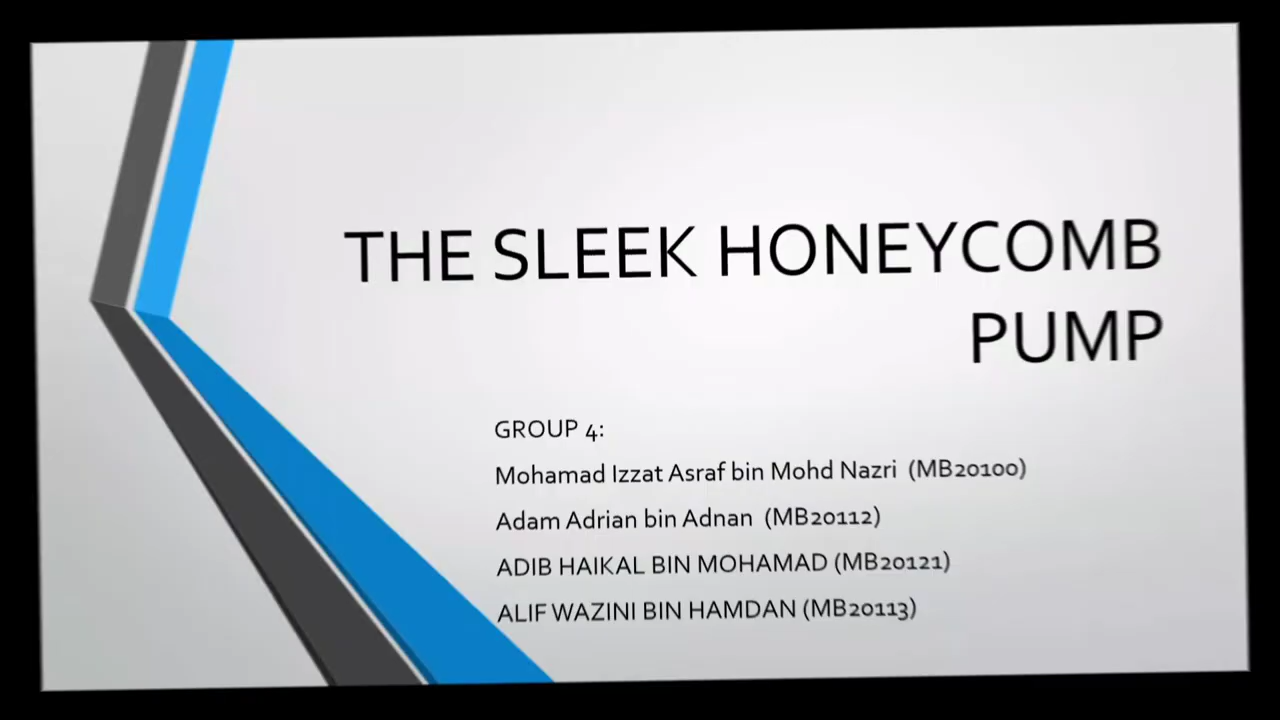 THE SLEEK HONEYCOMB
PUMP
GROUP 4:
Mohamad Izzat Asraf bin Mohd Nazri (MB20100)
Adam Adrian bin Adnan (MB20112)
ADIB HAIKAL BIN MOHAMAD (MB20121)
ALIF WAZINI BIN HAMDAN (MB20113)